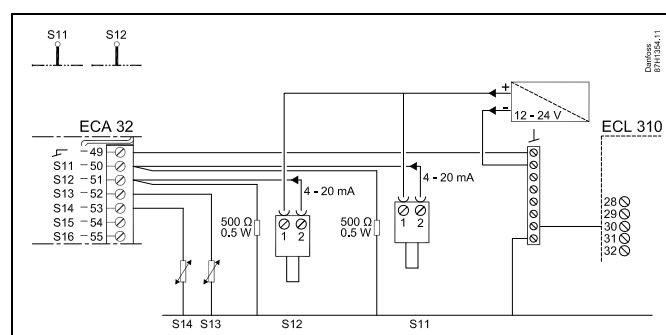 S11 S12
Danfoss
87H1354.11
+
-
12 - 24 V
ECA 32
ECL 310
49
S11 50
S12 51
S13 52
S14 53
S15 54
S16 55
4 - 20 mA
4 - 20 mA
500 Ω
0.5 W
1 2
500 Ω
0.5 W
1 2
28
29
30
31
32
S14 S13 S12 S11